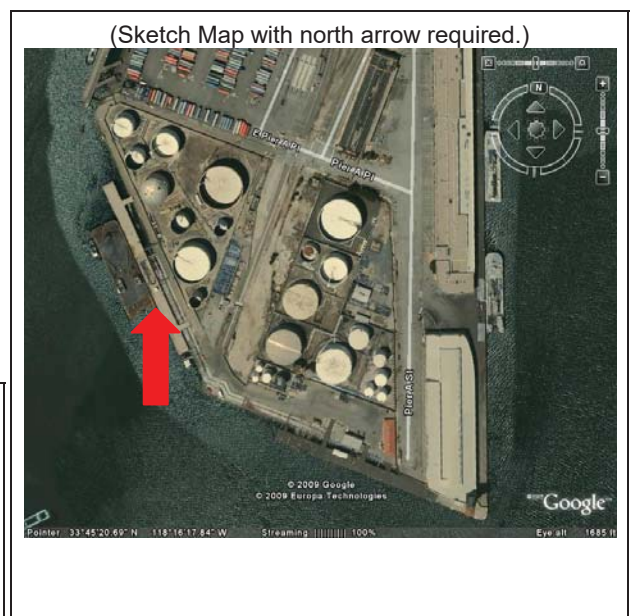 (Sketch Map with north arrow required.)
N
E Pier A Pl
Pier A Pl
Pier A St
© 2009 Google
© 2009 Europa Technologies
Google
Pointer 33°45'20.69" N 118°16'17.84" W Streaming |||||||||| 100% Eye alt 1685 ft